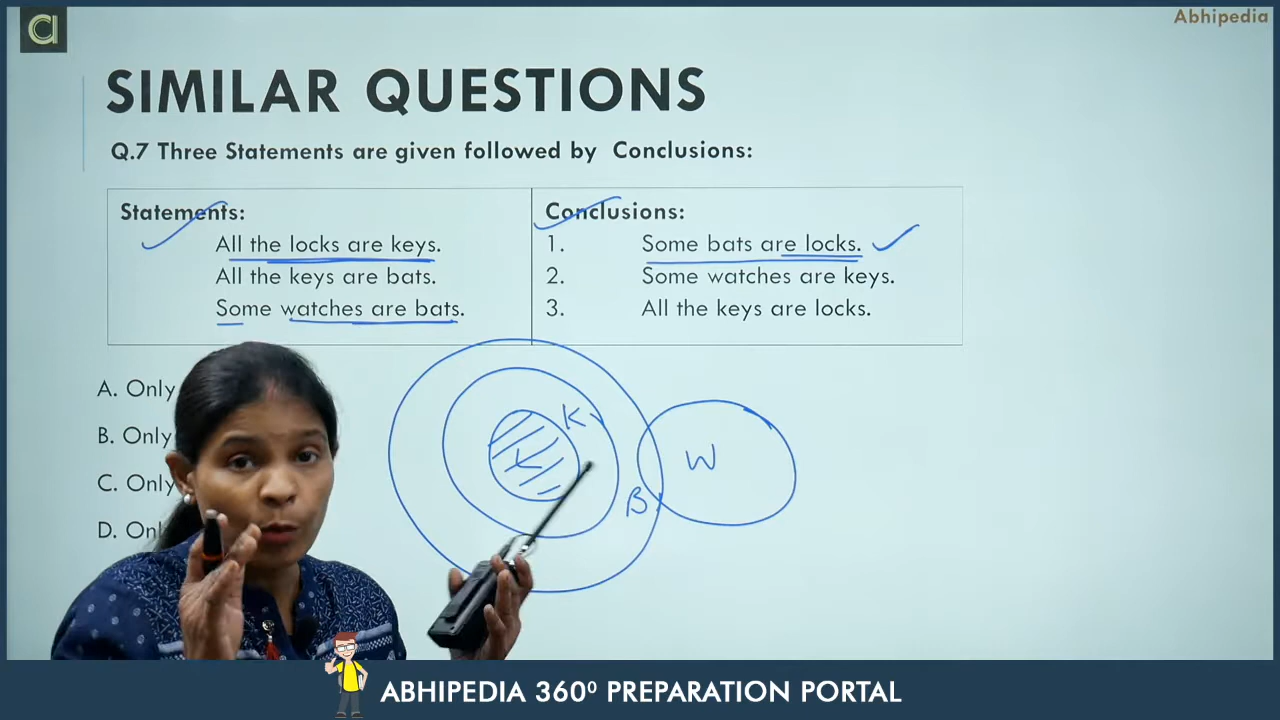 Abhipedia
SIMILAR QUESTIONS
Q.7 Three Statements are given followed by Conclusions:
Statements:
All the locks are keys.
All the keys are bats.
Some watches are bats.
Conclusions:
1. Some bats are locks.
2. Some watches are keys.
3. All the keys are locks.
A. Only
B. Only
C. Only
D.
K
L
B
W
ABHIPEDIA 360⁰ PREPARATION PORTAL